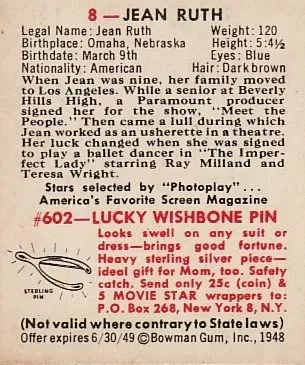 8—JEAN RUTH
Legal Name: Jean Ruth Weight: 120
Birthplace: Omaha, Nebraska Height: 5:4½
Birthdate: March 9th Eyes: Blue
Nationality: American Hair: Dark brown
When Jean was nine, her family moved
to Los Angeles. While a senior at Beverly
Hills High, a Paramount producer
signed her for the show, "Meet the
People." Then came a lull during which
Jean worked as an usherette in a theatre.
Her luck changed when she was signed
to play a ballet dancer in "The Imper-
fect Lady" starring Ray Milland and
Teresa Wright.
Stars selected by "Photoplay"...
America's Favorite Screen Magazine
#602—LUCKY WISHBONE PIN
Looks swell on any suit or
dress—brings good fortune.
Heavy sterling silver piece—
ideal gift for Mom, too. Safety
catch. Send only 25c (coin) &
5 MOVIE STAR wrappers to:
P.O. Box 268, New York 8, N.Y.
STERLING
PIN
(Not valid where contrary to State laws)
Offer expires 6/30/49 ©Bowman Gum, Inc., 1948